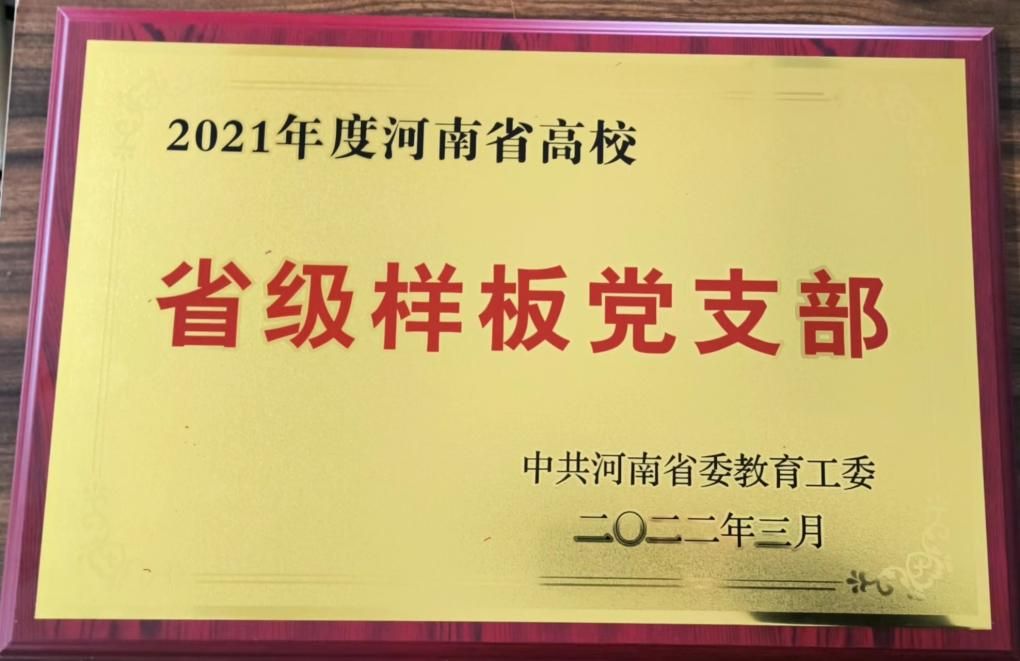 2021年度河南省高校
省级样板党支部
中共河南省委教育工委
二〇二二年三月